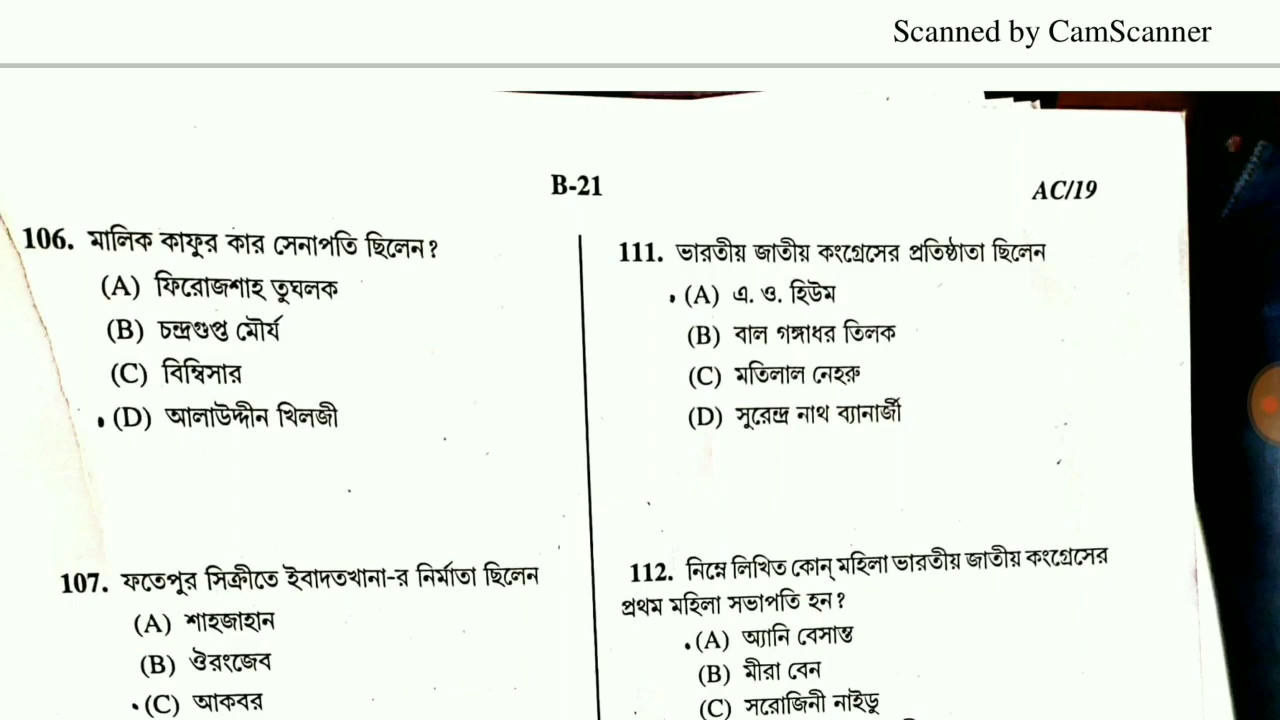 Scanned by CamScanner
B-21
AC/19
106. মালিক কাফুর কার সেনাপতি ছিলেন?
(A) ফিরোজশাহ তুঘলক
(B) চন্দ্রগুপ্ত মৌর্য
(C) বিম্বিসার
(D) আলাউদ্দীন খিলজী
107. ফতেপুর সিক্রীতে ইবাদতখানা-র নির্মাতা ছিলেন
(A) শাহজাহান
(B) ঔরংজেব
(C) আকবর
111. ভারতীয় জাতীয় কংগ্রেসের প্রতিষ্ঠাতা ছিলেন
(A) এ. ও. হিউম
(B) বাল গঙ্গাধর তিলক
(C) মতিলাল নেহরু
(D) সুরেন্দ্র নাথ ব্যানার্জী
112. নিম্নে লিখিত কোন্ মহিলা ভারতীয় জাতীয় কংগ্রেসের
প্রথম মহিলা সভাপতি হন?
(A) অ্যানি বেসান্ত
(B) মীরা বেন
(C) সরোজিনী নাইডু